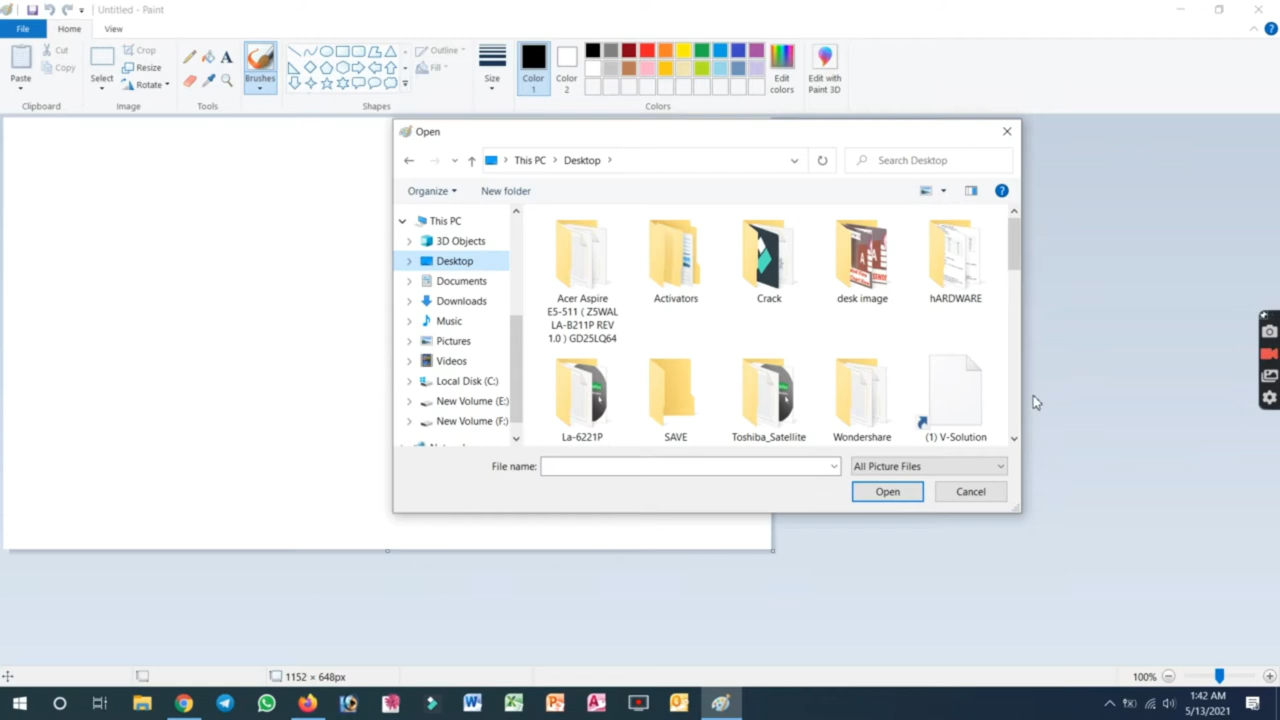 Untitled - Paint
File
Home
View
Paste
Cut
Copy
Clipboard
Select
Crop
Resize
Rotate
Image
Tools
Brushes
Shapes
Outline
Fill
Size
Color
1
Color
2
Edit
colors
Colors
Edit with
Paint 3D
Open
This PC
Desktop
Search Desktop
Organize
New folder
This PC
3D Objects
Desktop
Documents
Downloads
Music
Pictures
Videos
Local Disk (C:)
New Volume (E:)
New Volume (F:)
Acer Aspire
E5-511 ( Z5WAL
LA-B211P REV
1.0 ) GD25LQ64
Activators
Crack
desk image
hARDWARE
La-6221P
SAVE
Toshiba_Satellite
Wondershare
(1) V-Solution
File name:
All Picture Files
Open
Cancel
1152 × 648px
100%
1:42 AM
5/13/2021